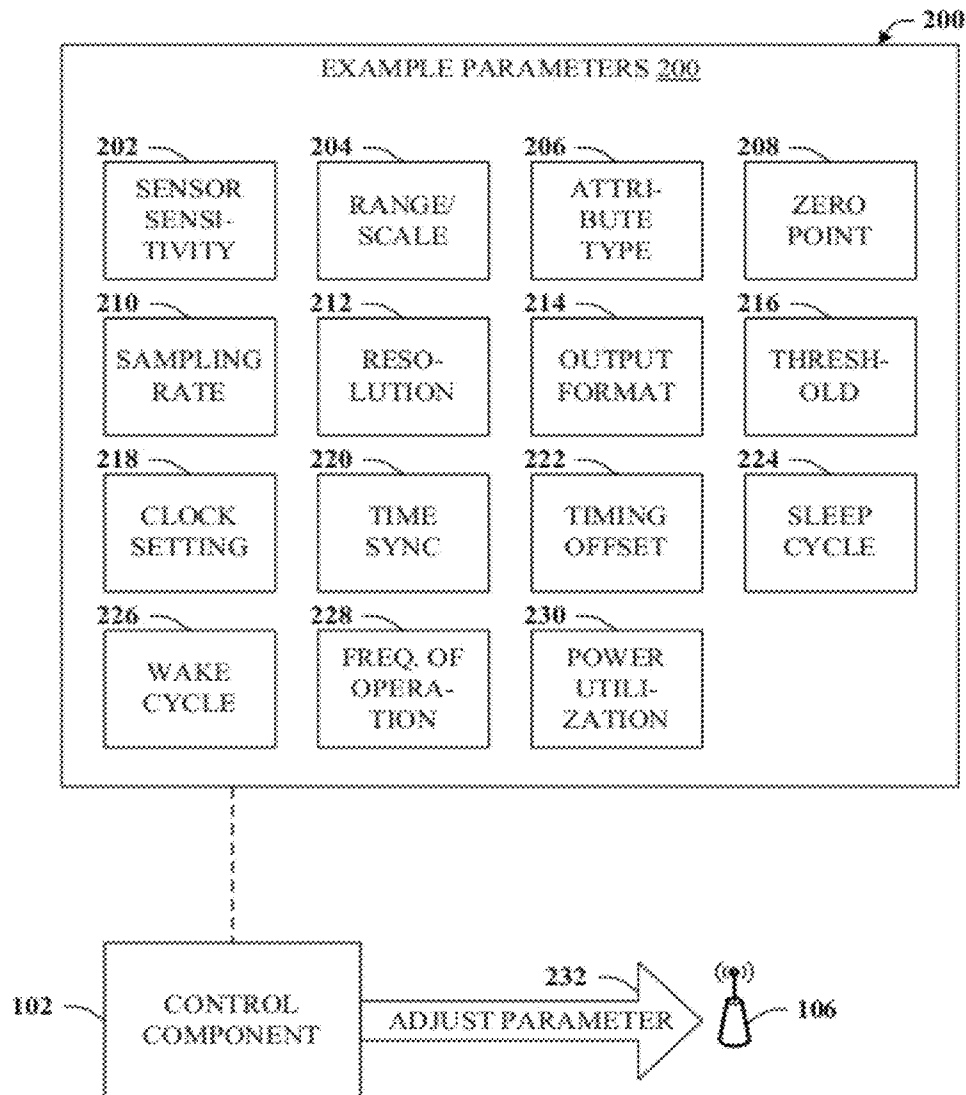 200
EXAMPLE PARAMETERS 200
202
SENSOR
SENSI-
TIVITY
204
RANGE/
SCALE
206
ATTRI-
BUTE
TYPE
208
ZERO
POINT
210
SAMPLING
RATE
212
RESO-
LUTION
214
OUTPUT
FORMAT
216
THRESH-
OLD
218
CLOCK
SETTING
220
TIME
SYNC
222
TIMING
OFFSET
224
SLEEP
CYCLE
226
WAKE
CYCLE
228
FREQ. OF
OPERA-
TION
230
POWER
UTILI-
ZATION
102
CONTROL
COMPONENT
232
ADJUST PARAMETER
106